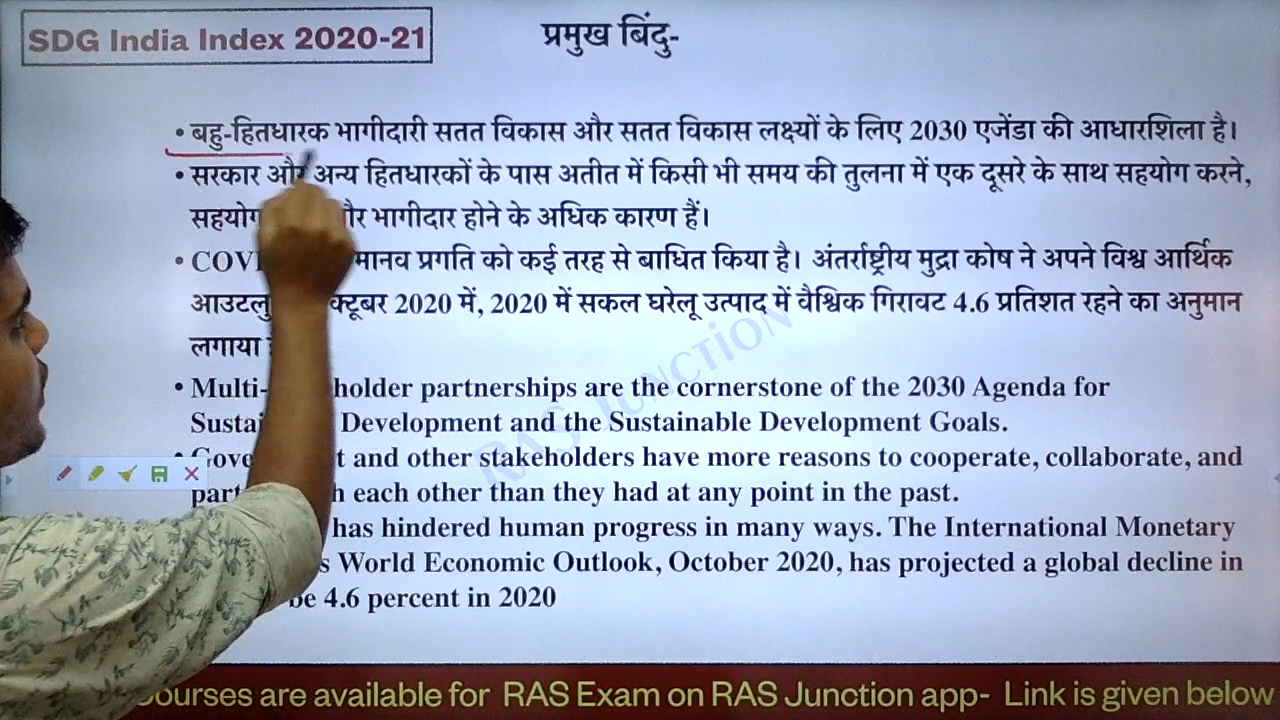 SDG India Index 2020-21
प्रमुख बिंदु-
• बहु-हितधारक भागीदारी सतत विकास और सतत विकास लक्ष्यों के लिए 2030 एजेंडा की आधारशिला है।
• सरकार और अन्य हितधारकों के पास अतीत में किसी भी समय की तुलना में एक दूसरे के साथ सहयोग करने,
सहयोग और भागीदार होने के अधिक कारण हैं।
• मानव प्रगति को कई तरह से बाधित किया है। अंतर्राष्ट्रीय मुद्रा कोष ने अपने विश्व आर्थिक
2020 में, 2020 में सकल घरेलू उत्पाद में वैश्विक गिरावट 4.6 प्रतिशत रहने का अनुमान
लगाया
• Multi- holder partnerships are the cornerstone of the 2030 Agenda for
Development and the Sustainable Development Goals.
• and other stakeholders have more reasons to cooperate, collaborate, and
each other than they had at any point in the past.
has hindered human progress in many ways. The International Monetary
World Economic Outlook, October 2020, has projected a global decline in
be 4.6 percent in 2020
RAS JUNCTION
Courses are available for RAS Exam on RAS Junction app- Link is given below